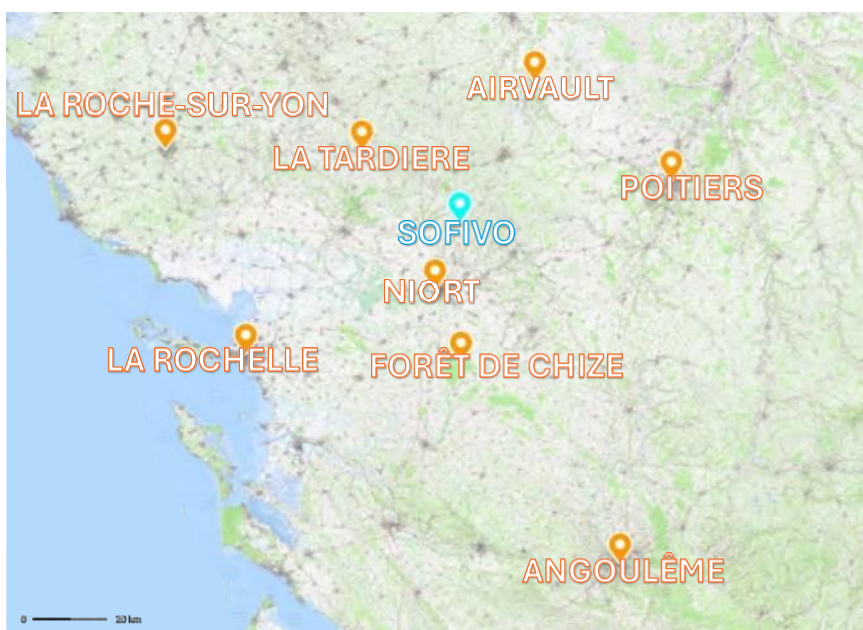 AIRVAULT
LA ROCHE-SUR-YON
LA TARDIERE
POITIERS
SOFIVO
NIORT
LA ROCHELLE
FORÊT DE CHIZE
ANGOULÊME
0 20 km